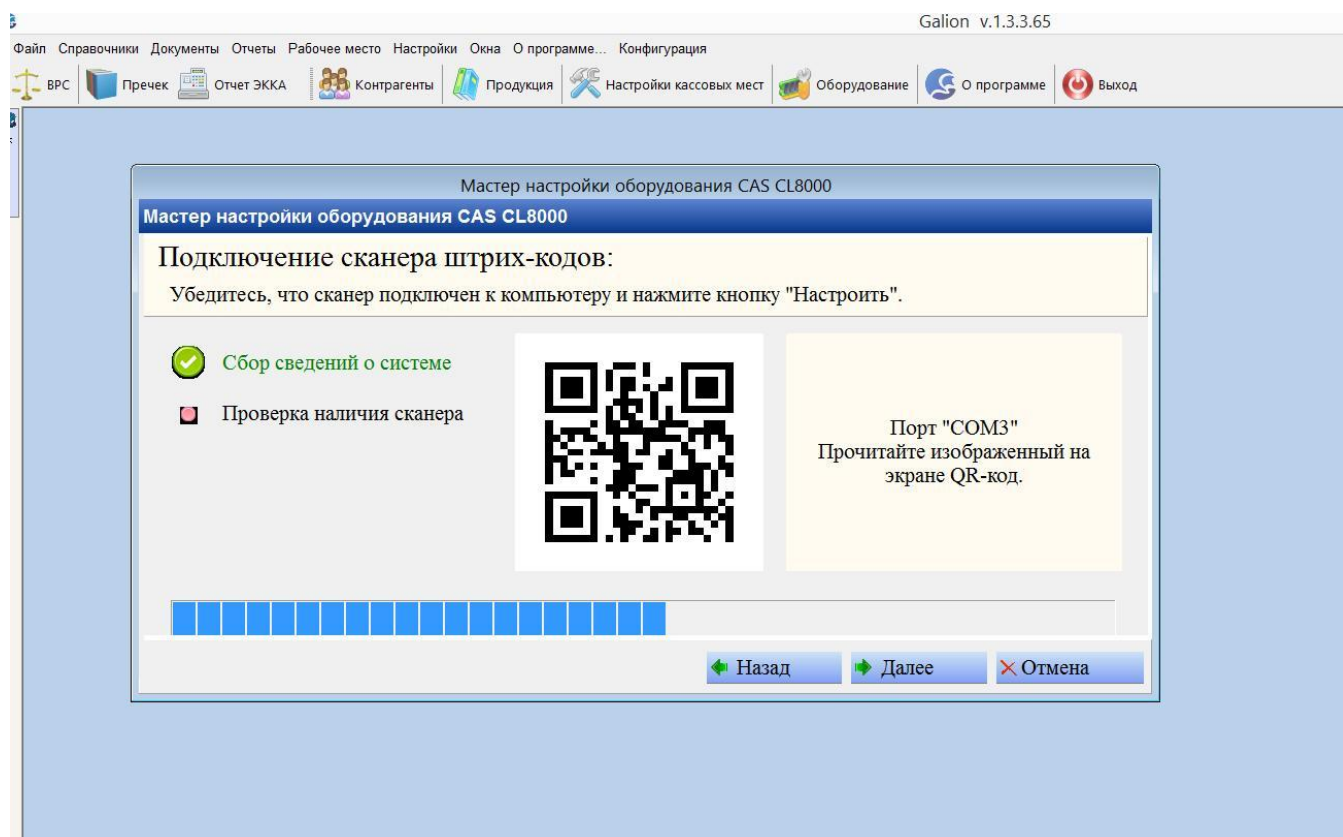 Galion v.1.3.3.65
Файл Справочники Документы Отчеты Рабочее место Настройки Окна О программе... Конфигурация
ВРС Пречек Отчет ЭККА Контрагенты Продукция Настройки кассовых мест Оборудование О программе Выход
Мастер настройки оборудования CAS CL8000
Мастер настройки оборудования CAS CL8000
Подключение сканера штрих-кодов:
Убедитесь, что сканер подключен к компьютеру и нажмите кнопку "Настроить".
Сбор сведений о системе
Проверка наличия сканера
Порт "COM3"
Прочитайте изображенный на
экране QR-код.
Назад Далее Отмена